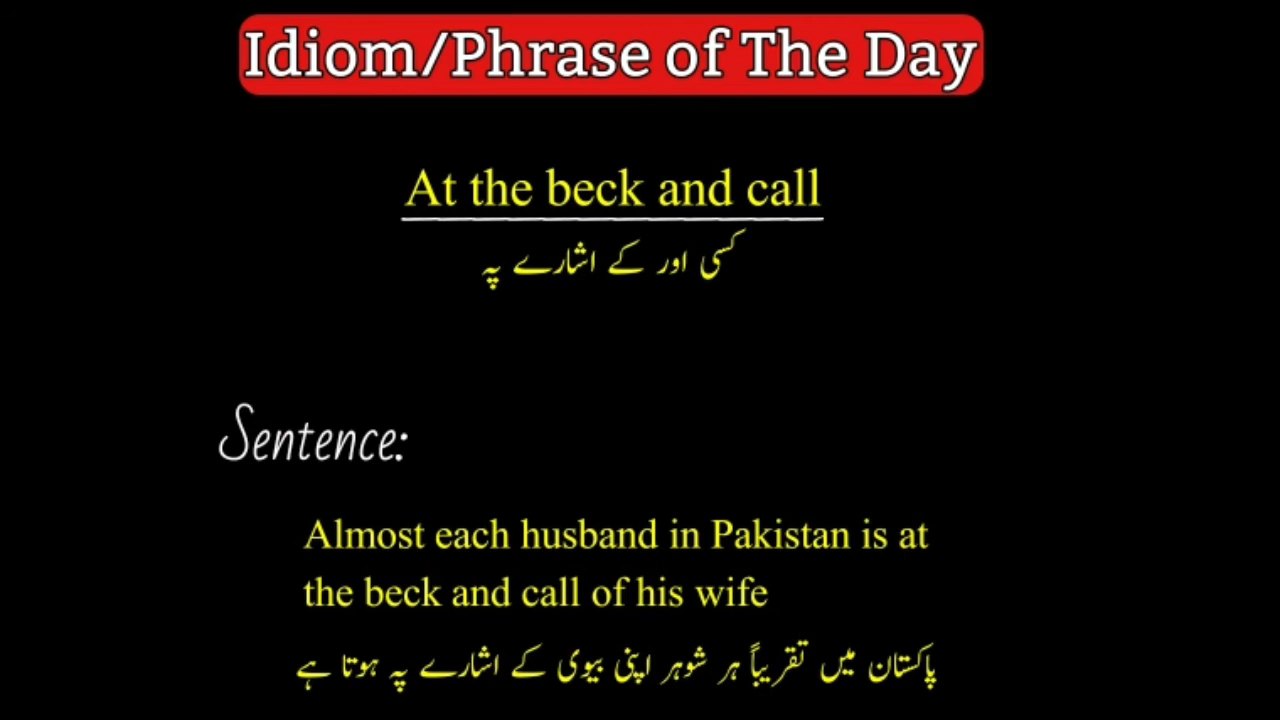 Idiom/Phrase of The Day
At the beck and call
کسی اور کے اشارے پہ
Sentence:
Almost each husband in Pakistan is at
the beck and call of his wife
پاکستان میں تقریباً ہر شوہر اپنی بیوی کے اشارے پہ ہوتا ہے